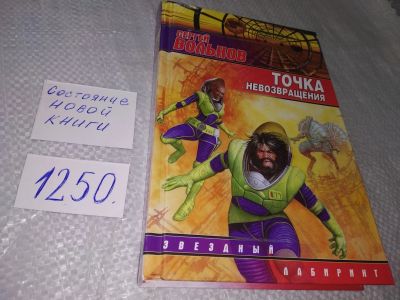 Состояние
новой
книги
1250.
СЕРГЕЙ
ВОЛЬНОВ
ТОЧКА
НЕВОЗВРАЩЕНИЯ
ЗВЕЗДНЫЙ
ЛАБИРИНТ